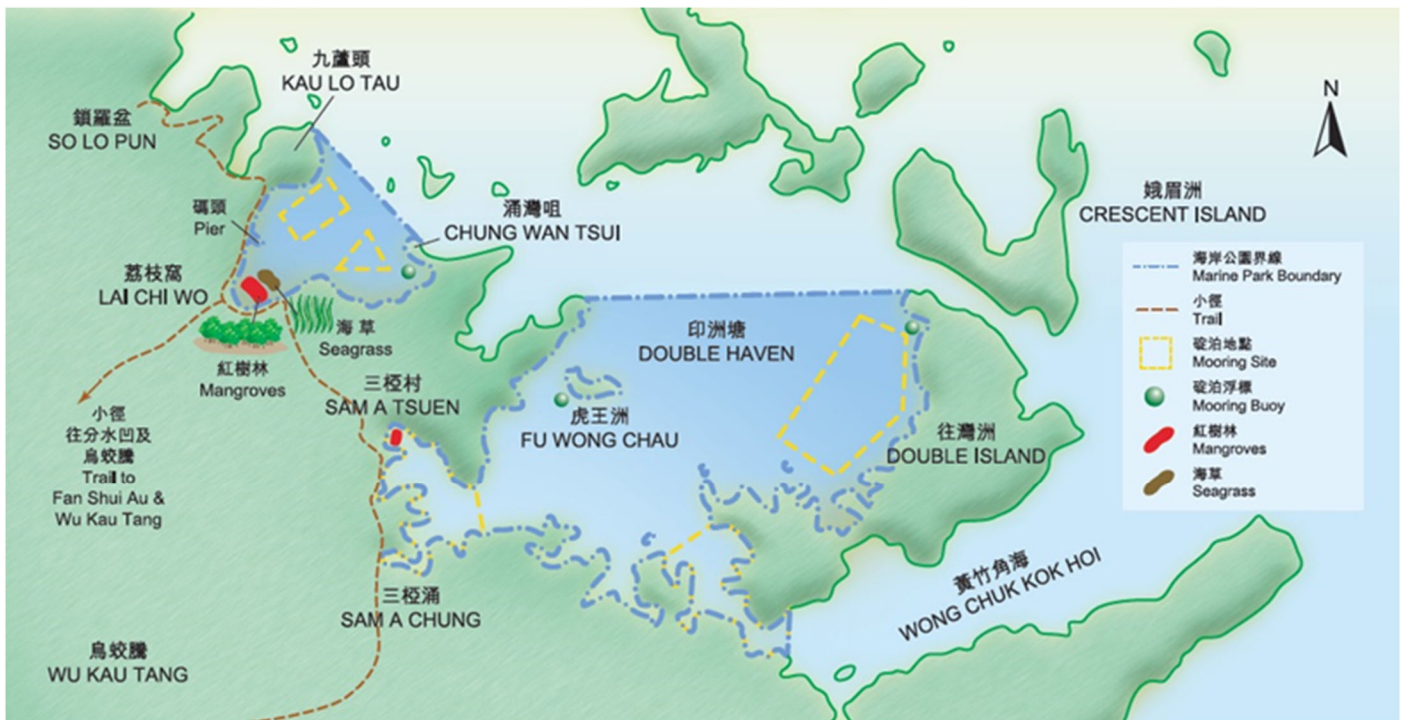 九蘆頭
KAU LO TAU
鎖羅盆
SO LO PUN
N
碼頭
Pier
涌灣咀
CHUNG WAN TSUI
娥眉洲
CRESCENT ISLAND
荔枝窩
LAI CHI WO
海草
Seagrass
紅樹林
Mangroves
印洲塘
DOUBLE HAVEN
三椏村
SAM A TSUEN
虎王洲
FU WONG CHAU
往灣洲
DOUBLE ISLAND
小徑
往分水凹及
烏蛟騰
Trail to
Fan Shui Au &
Wu Kau Tang
三椏涌
SAM A CHUNG
黃竹角海
WONG CHUK KOK HOI
烏蛟騰
WU KAU TANG
海岸公園界線
Marine Park Boundary
小徑
Trail
碇泊地點
Mooring Site
碇泊浮標
Mooring Buoy
紅樹林
Mangroves
海草
Seagrass